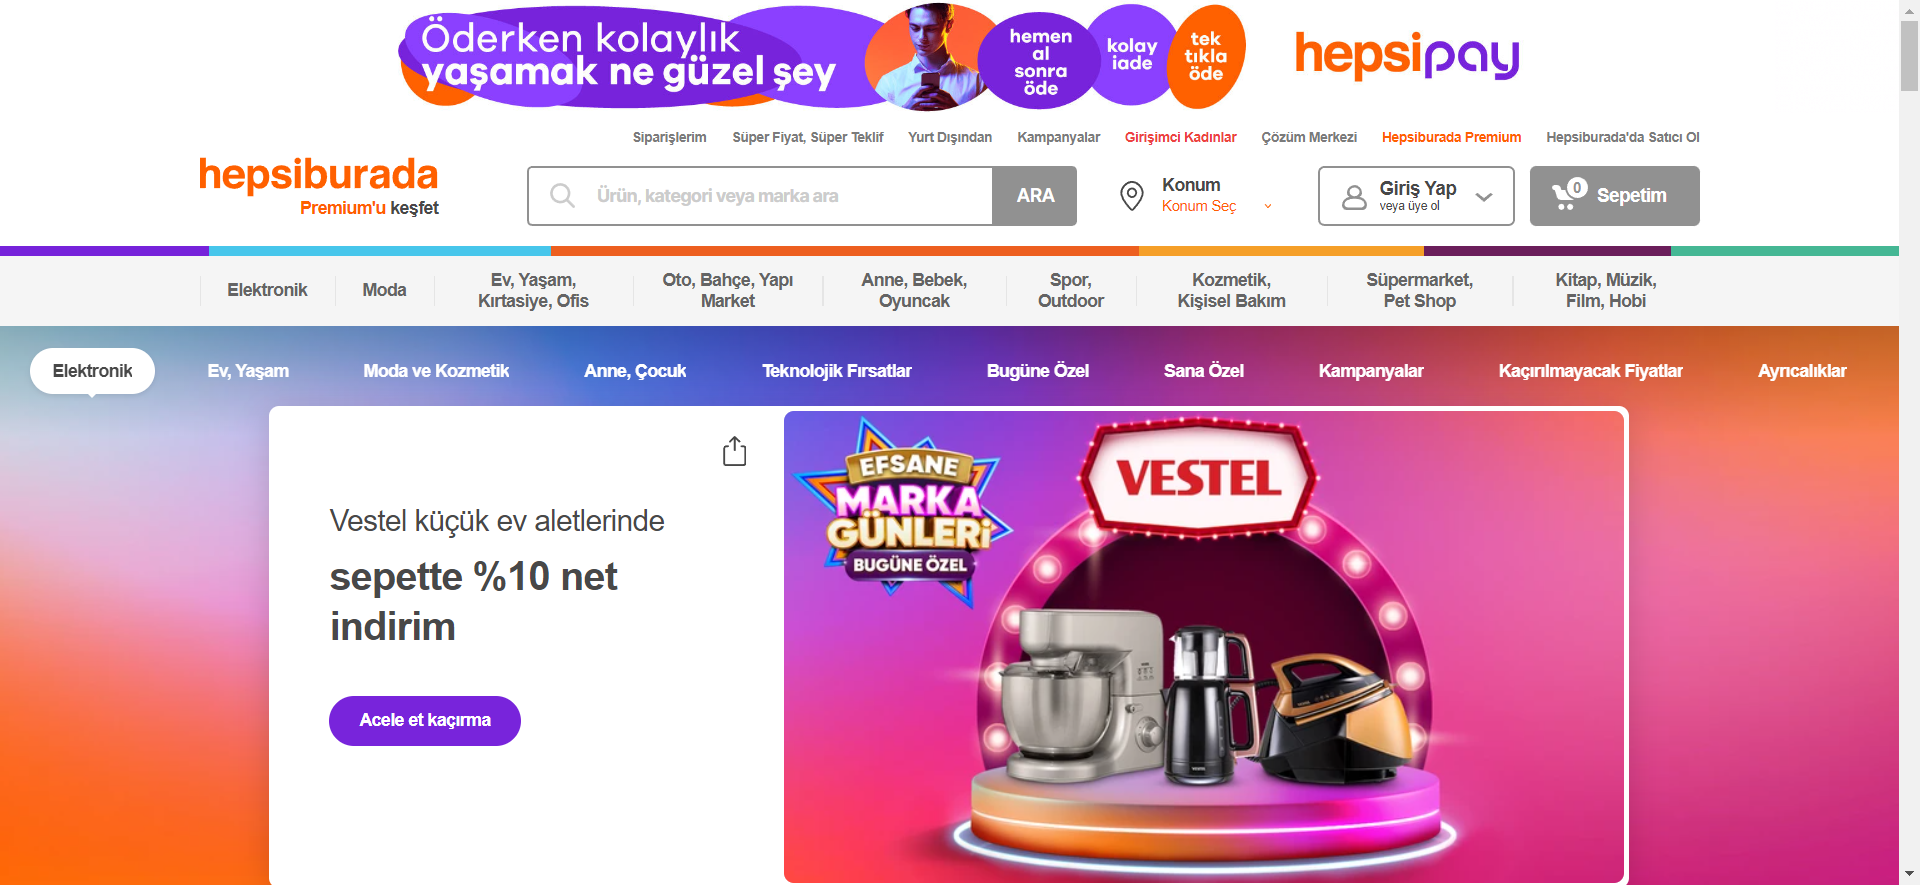 Öderken kolaylık
yaşamak ne güzel şey
hemen
al
sonra
öde
kolay
iade
tek
tıkla
öde
hepsipay
Siparişlerim
Süper Fiyat, Süper Teklif
Yurt Dışından
Kampanyalar
Girişimci Kadınlar
Çözüm Merkezi
Hepsiburada Premium
Hepsiburada'da Satıcı Ol
hepsiburada
Premium'u keşfet
Ürün, kategori veya marka ara
ARA
Konum
Konum Seç
Giriş Yap
veya üye ol
0
Sepetim
Elektronik
Moda
Ev, Yaşam,
Kırtasiye, Ofis
Oto, Bahçe, Yapı
Market
Anne, Bebek,
Oyuncak
Spor,
Outdoor
Kozmetik,
Kişisel Bakım
Süpermarket,
Pet Shop
Kitap, Müzik,
Film, Hobi
Elektronik
Ev, Yaşam
Moda ve Kozmetik
Anne, Çocuk
Teknolojik Fırsatlar
Bugüne Özel
Sana Özel
Kampanyalar
Kaçırılmayacak Fiyatlar
Ayrıcalıklar
Vestel küçük ev aletlerinde
sepette %10 net
indirim
Acele et kaçırma
EFSANE
MARKA
GÜNLERİ
BUGÜNE ÖZEL
VESTEL